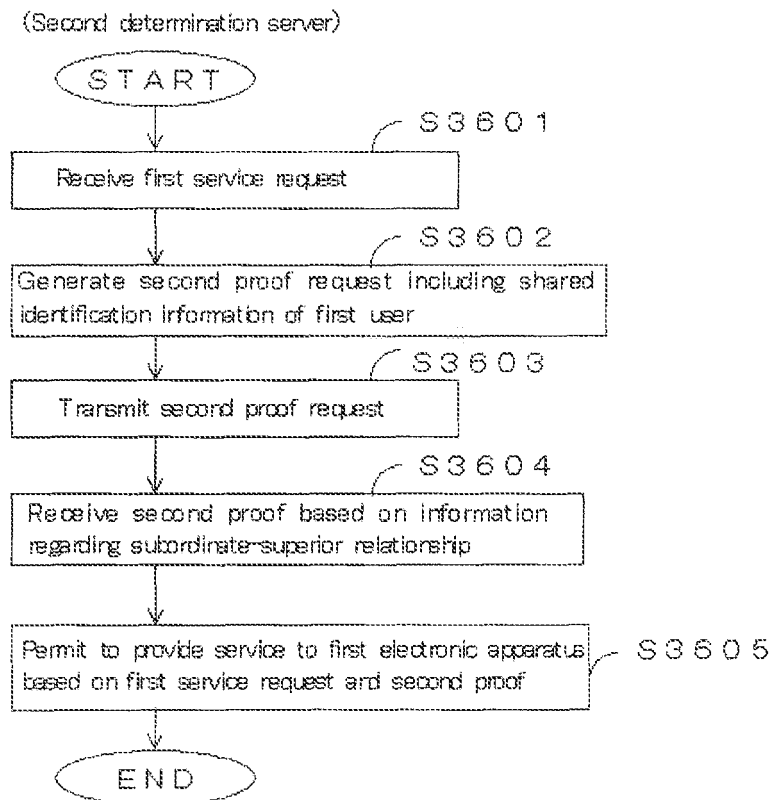 (Second determination server)
START
S3601
Receive first service request
S3602
Generate second proof request including shared
identification information of first user
S3603
Transmit second proof request
S3604
Receive second proof based on information
regarding subordinate-superior relationship
Permit to provide service to first electronic apparatus
S3605
based on first service request and second proof
END